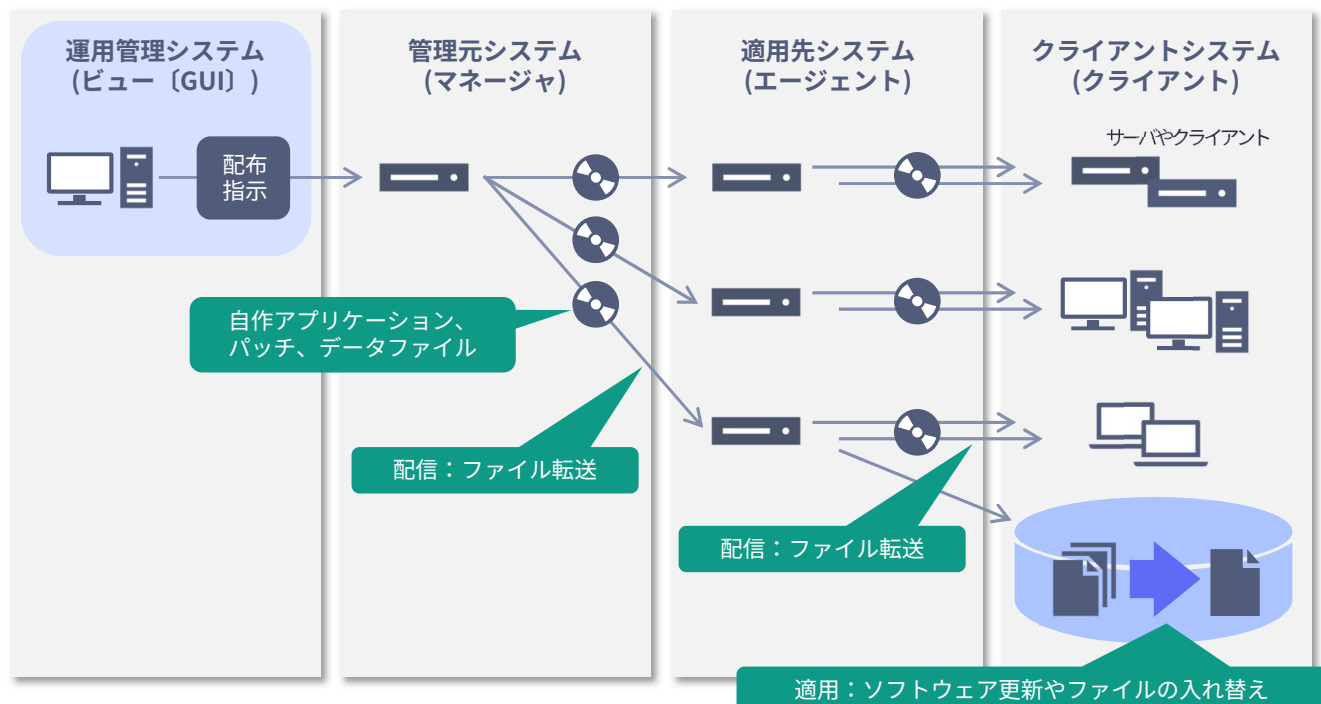 運用管理システム
(ビュー〔GUI〕)
管理元システム
(マネージャ)
適用先システム
(エージェント)
クライアントシステム
(クライアント)
サーバやクライアント
配布
指示
自作アプリケーション、
パッチ、データファイル
配信：ファイル転送
配信：ファイル転送
適用：ソフトウェア更新やファイルの入れ替え